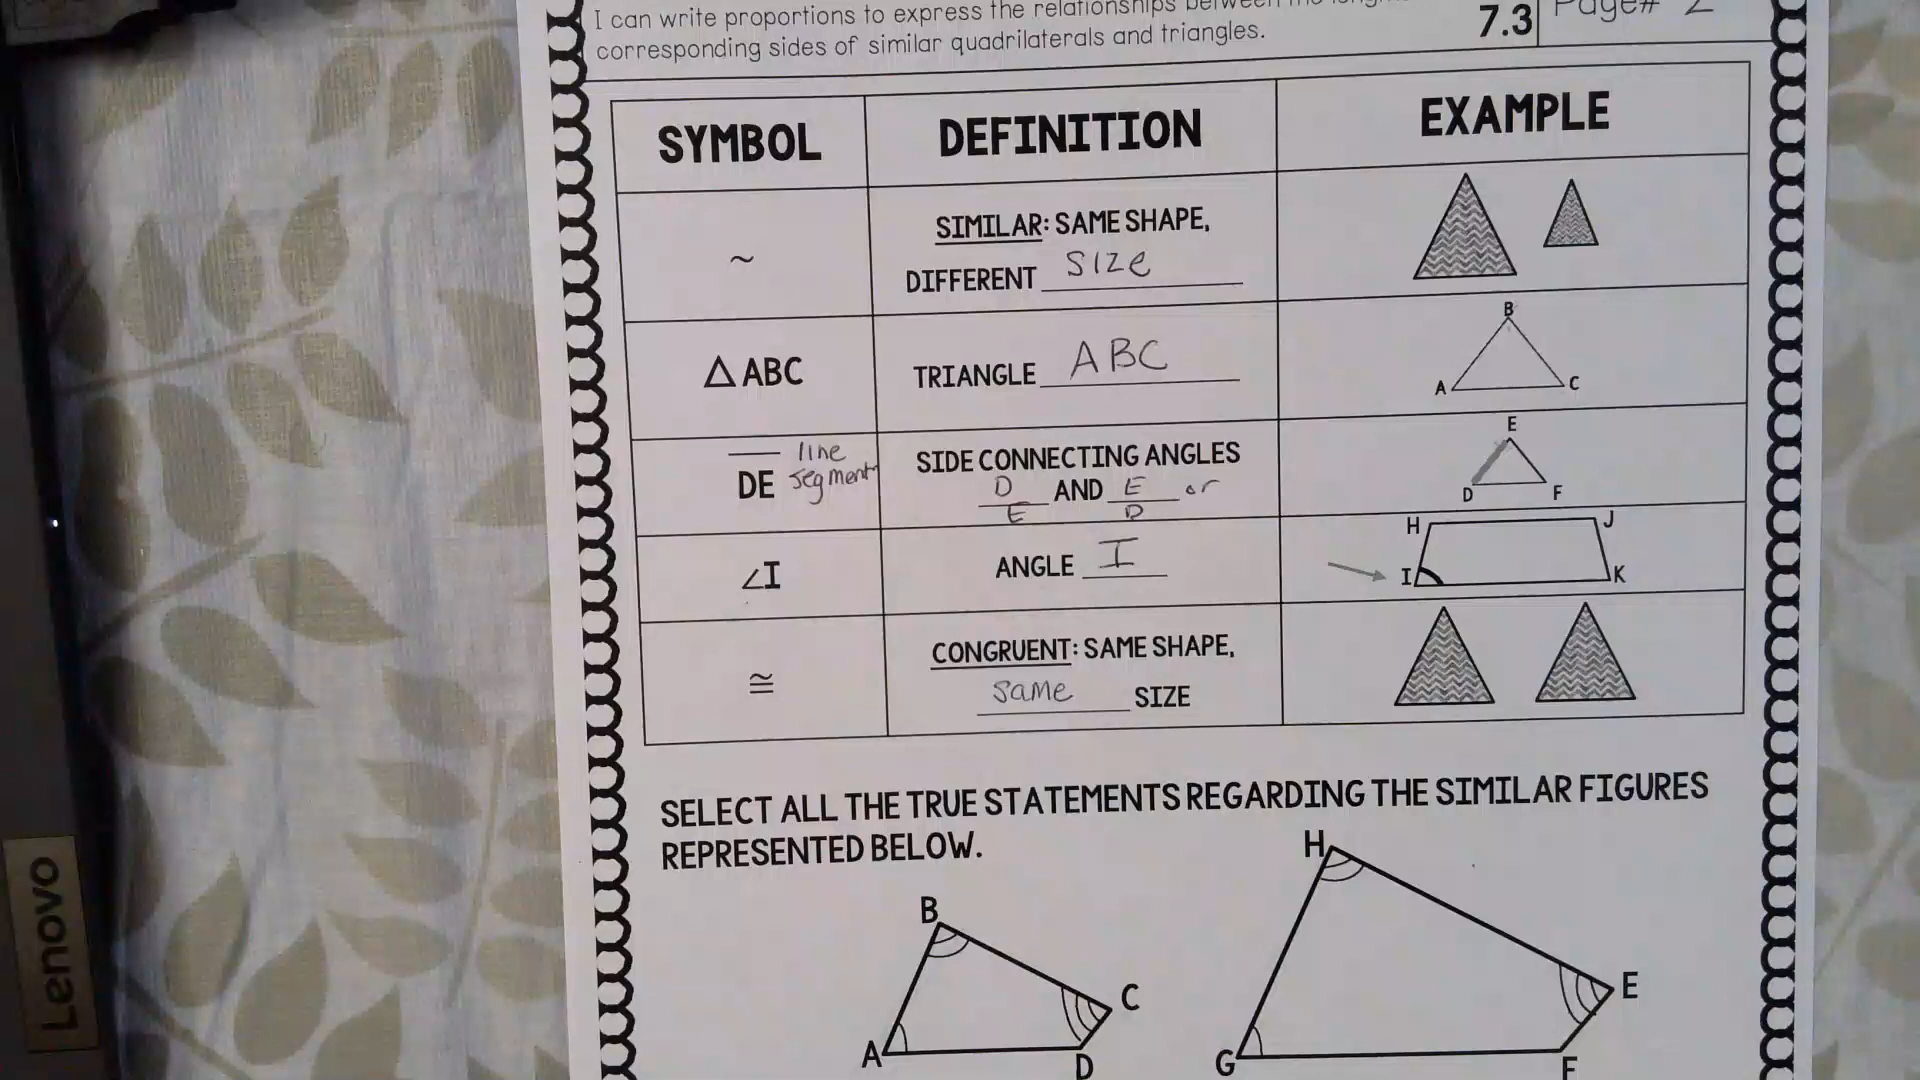 I can write proportions to express the relationships between the
corresponding sides of similar quadrilaterals and triangles.
7.3
Page# 2
SYMBOL DEFINITION EXAMPLE
~
SIMILAR: SAME SHAPE,
DIFFERENT size
△ABC
TRIANGLE ABC
B
A
C
DE line
segment
SIDE CONNECTING ANGLES
D AND E or
E D
E
D
F
∠I
ANGLE I
H
J
I
K
≅
CONGRUENT: SAME SHAPE,
same SIZE
SELECT ALL THE TRUE STATEMENTS REGARDING THE SIMILAR FIGURES
REPRESENTED BELOW.
B
C
A
D
H
E
G
F
Lenovo